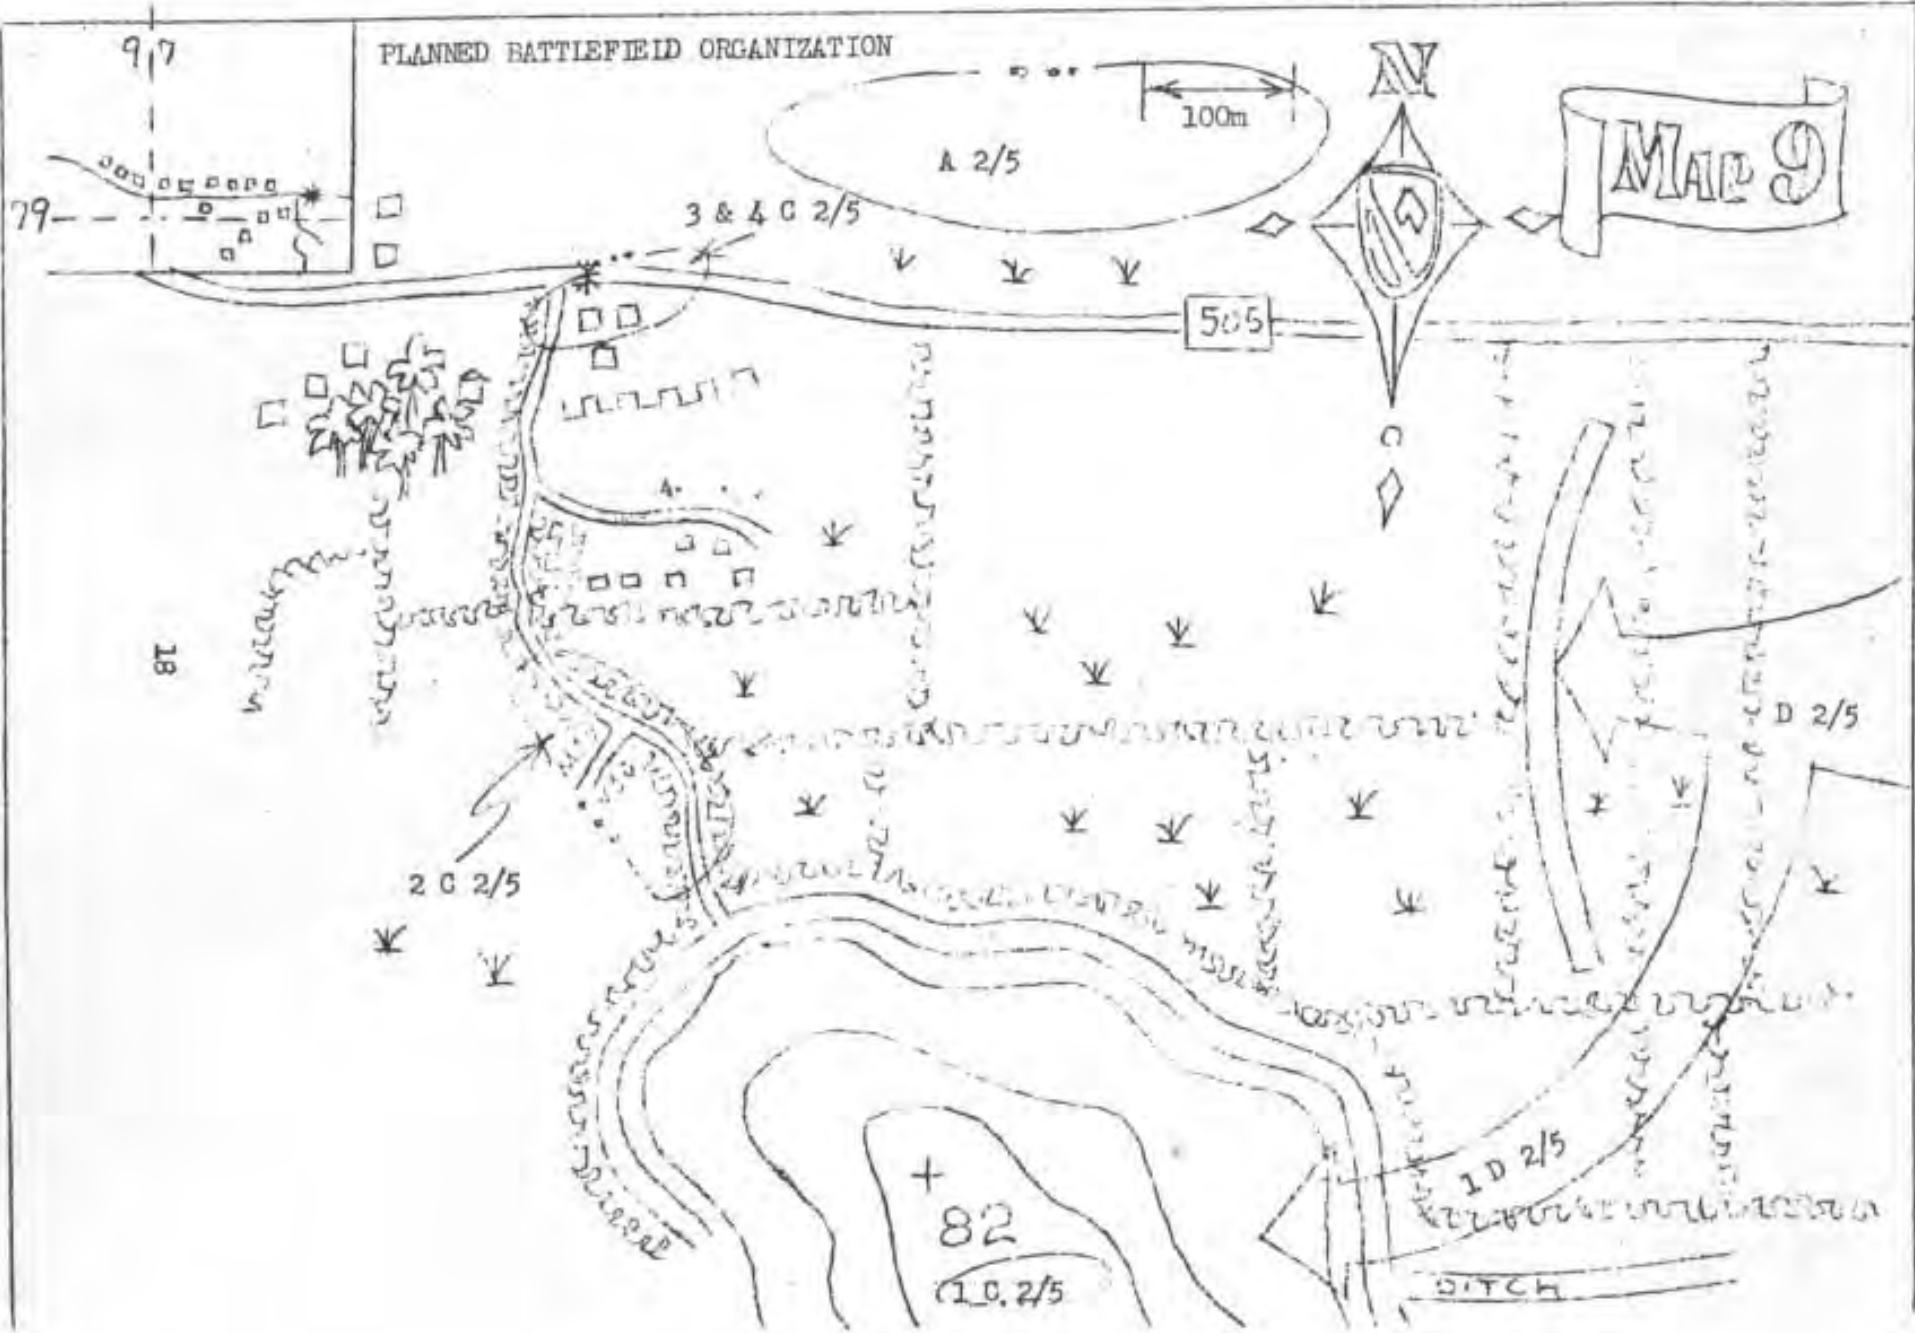 97
PLANNED BATTLEFIELD ORGANIZATION
N
100m
MAP 9
A 2/5
79
3 & 4 C 2/5
505
C
18
D 2/5
2 C 2/5
1 D 2/5
82
(1 C. 2/5
DITCH